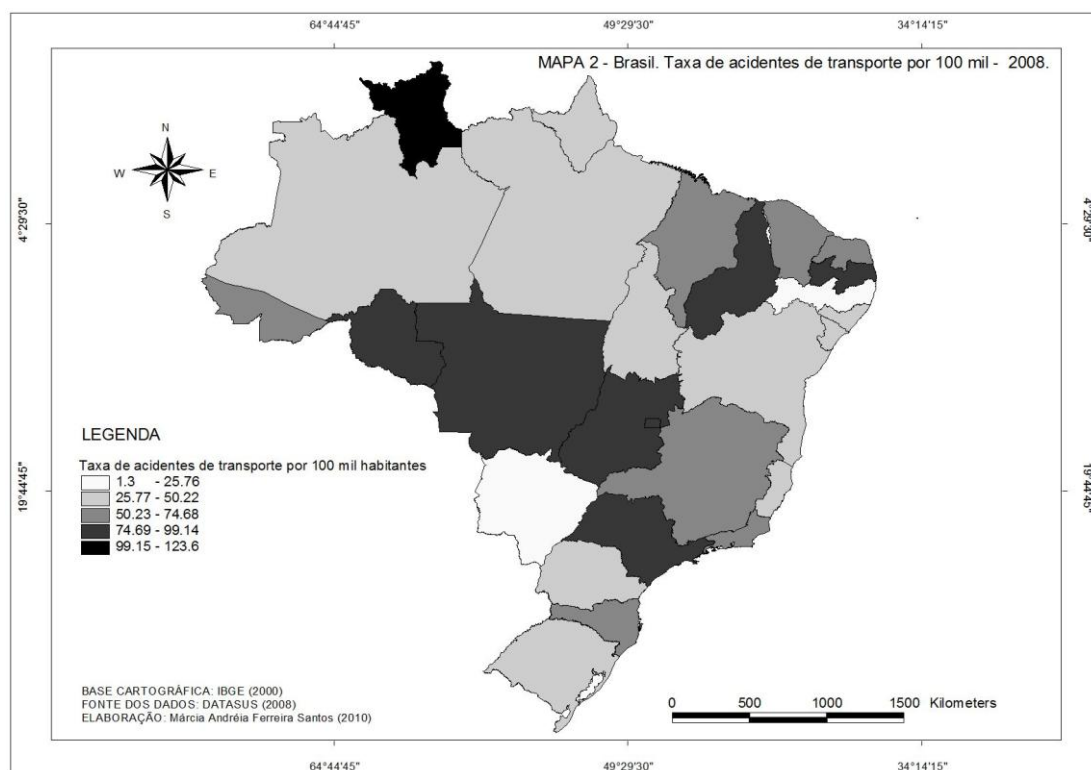 64°44'45" 49°29'30" 34°14'15"
MAPA 2 - Brasil. Taxa de acidentes de transporte por 100 mil - 2008.
N
W E
S
4°29'30" 4°29'30"
LEGENDA
Taxa de acidentes de transporte por 100 mil habitantes
1.3 - 25.76
25.77 - 50.22
50.23 - 74.68
74.69 - 99.14
99.15 - 123.6
19°44'45" 19°44'45"
BASE CARTOGRÁFICA: IBGE (2000)
FONTE DOS DADOS: DATASUS (2008)
ELABORAÇÃO: Márcia Andréia Ferreira Santos (2010)
0 500 1000 1500 Kilometers
64°44'45" 49°29'30" 34°14'15"